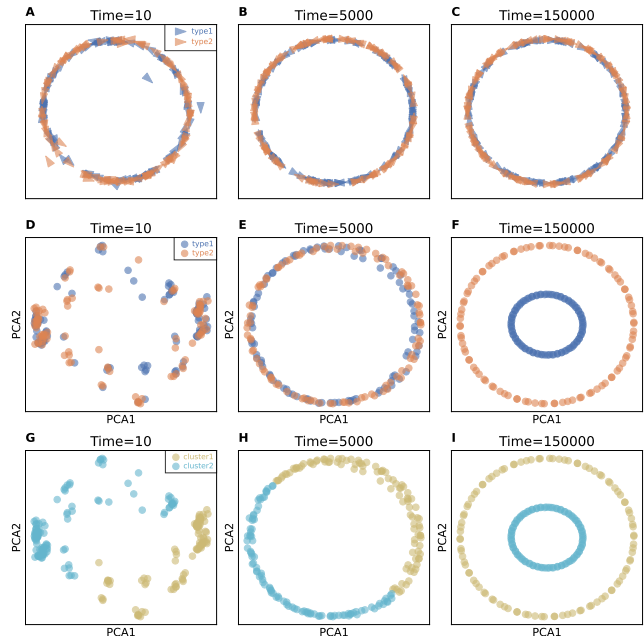 A
Time=10
B
Time=5000
C
Time=150000
type1
type2
D
Time=10
E
Time=5000
F
Time=150000
type1
type2
PCA2
PCA2
PCA2
PCA1
PCA1
PCA1
G
Time=10
H
Time=5000
I
Time=150000
cluster1
cluster2
PCA2
PCA2
PCA2
PCA1
PCA1
PCA1